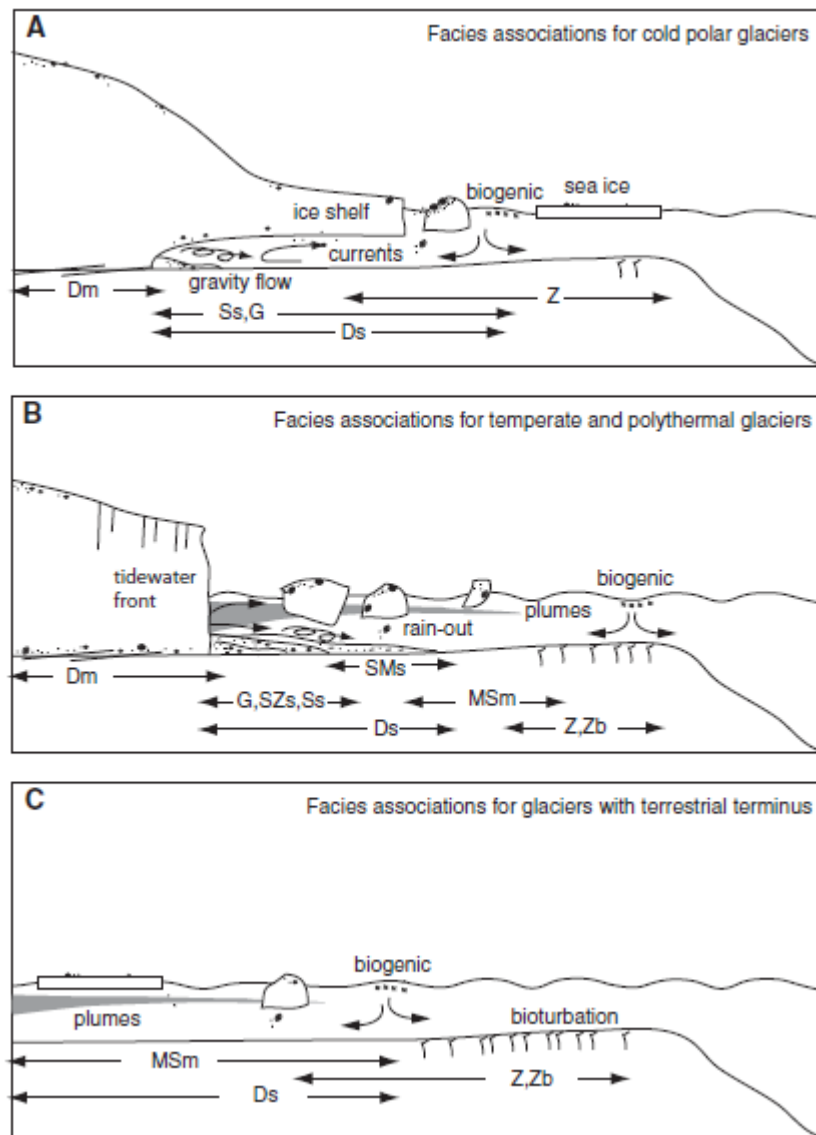 A
Facies associations for cold polar glaciers
biogenic
sea ice
ice shelf
currents
gravity flow
Dm
Z
Ss,G
Ds
B
Facies associations for temperate and polythermal glaciers
tidewater
front
biogenic
plumes
rain-out
Dm
SMs
G,SZs,Ss
MSm
Ds
Z,Zb
C
Facies associations for glaciers with terrestrial terminus
biogenic
plumes
bioturbation
MSm
Z,Zb
Ds